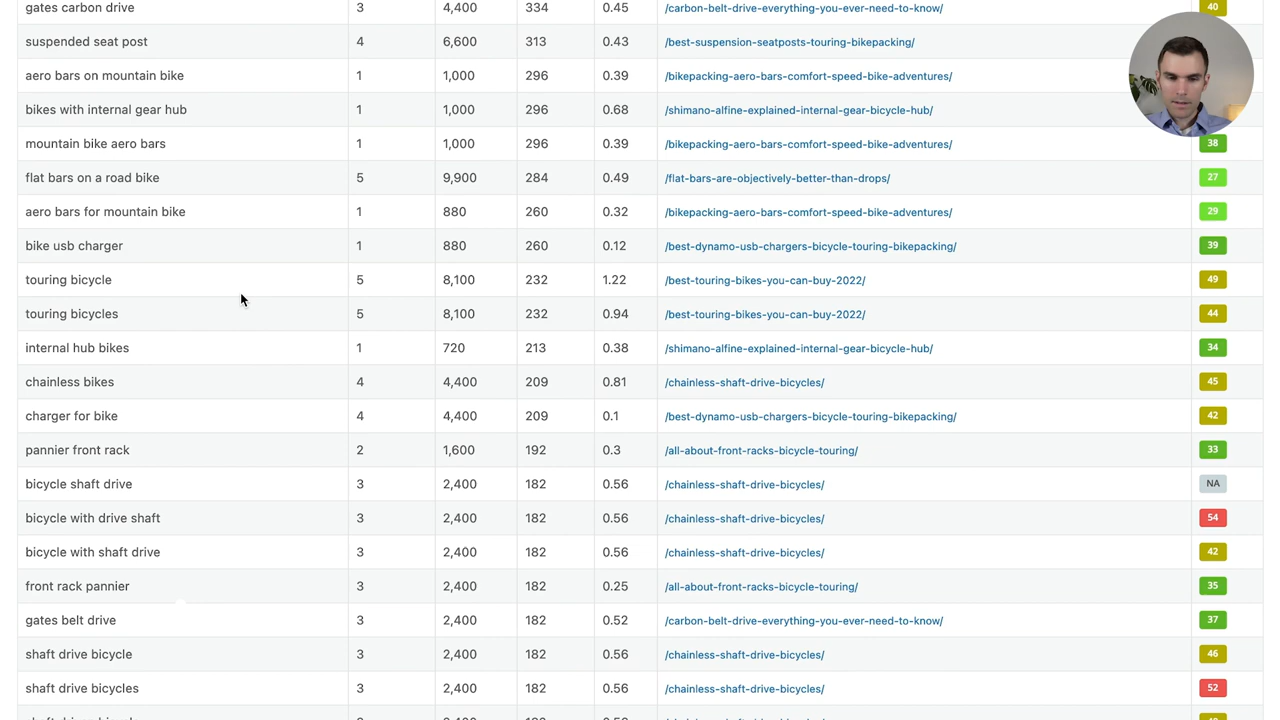 gates carbon drive 3 4,400 334 0.45 /carbon-belt-drive-everything-you-ever-need-to-know/ 40
suspended seat post 4 6,600 313 0.43 /best-suspension-seatposts-touring-bikepacking/
aero bars on mountain bike 1 1,000 296 0.39 /bikepacking-aero-bars-comfort-speed-bike-adventures/
bikes with internal gear hub 1 1,000 296 0.68 /shimano-alfine-explained-internal-gear-bicycle-hub/
mountain bike aero bars 1 1,000 296 0.39 /bikepacking-aero-bars-comfort-speed-bike-adventures/ 38
flat bars on a road bike 5 9,900 284 0.49 /flat-bars-are-objectively-better-than-drops/ 27
aero bars for mountain bike 1 880 260 0.32 /bikepacking-aero-bars-comfort-speed-bike-adventures/ 29
bike usb charger 1 880 260 0.12 /best-dynamo-usb-chargers-bicycle-touring-bikepacking/ 39
touring bicycle 5 8,100 232 1.22 /best-touring-bikes-you-can-buy-2022/ 49
touring bicycles 5 8,100 232 0.94 /best-touring-bikes-you-can-buy-2022/ 44
internal hub bikes 1 720 213 0.38 /shimano-alfine-explained-internal-gear-bicycle-hub/ 34
chainless bikes 4 4,400 209 0.81 /chainless-shaft-drive-bicycles/ 45
charger for bike 4 4,400 209 0.1 /best-dynamo-usb-chargers-bicycle-touring-bikepacking/ 42
pannier front rack 2 1,600 192 0.3 /all-about-front-racks-bicycle-touring/ 33
bicycle shaft drive 3 2,400 182 0.56 /chainless-shaft-drive-bicycles/ NA
bicycle with drive shaft 3 2,400 182 0.56 /chainless-shaft-drive-bicycles/ 54
bicycle with shaft drive 3 2,400 182 0.56 /chainless-shaft-drive-bicycles/ 42
front rack pannier 3 2,400 182 0.25 /all-about-front-racks-bicycle-touring/ 35
gates belt drive 3 2,400 182 0.52 /carbon-belt-drive-everything-you-ever-need-to-know/ 37
shaft drive bicycle 3 2,400 182 0.56 /chainless-shaft-drive-bicycles/ 46
shaft drive bicycles 3 2,400 182 0.56 /chainless-shaft-drive-bicycles/ 52